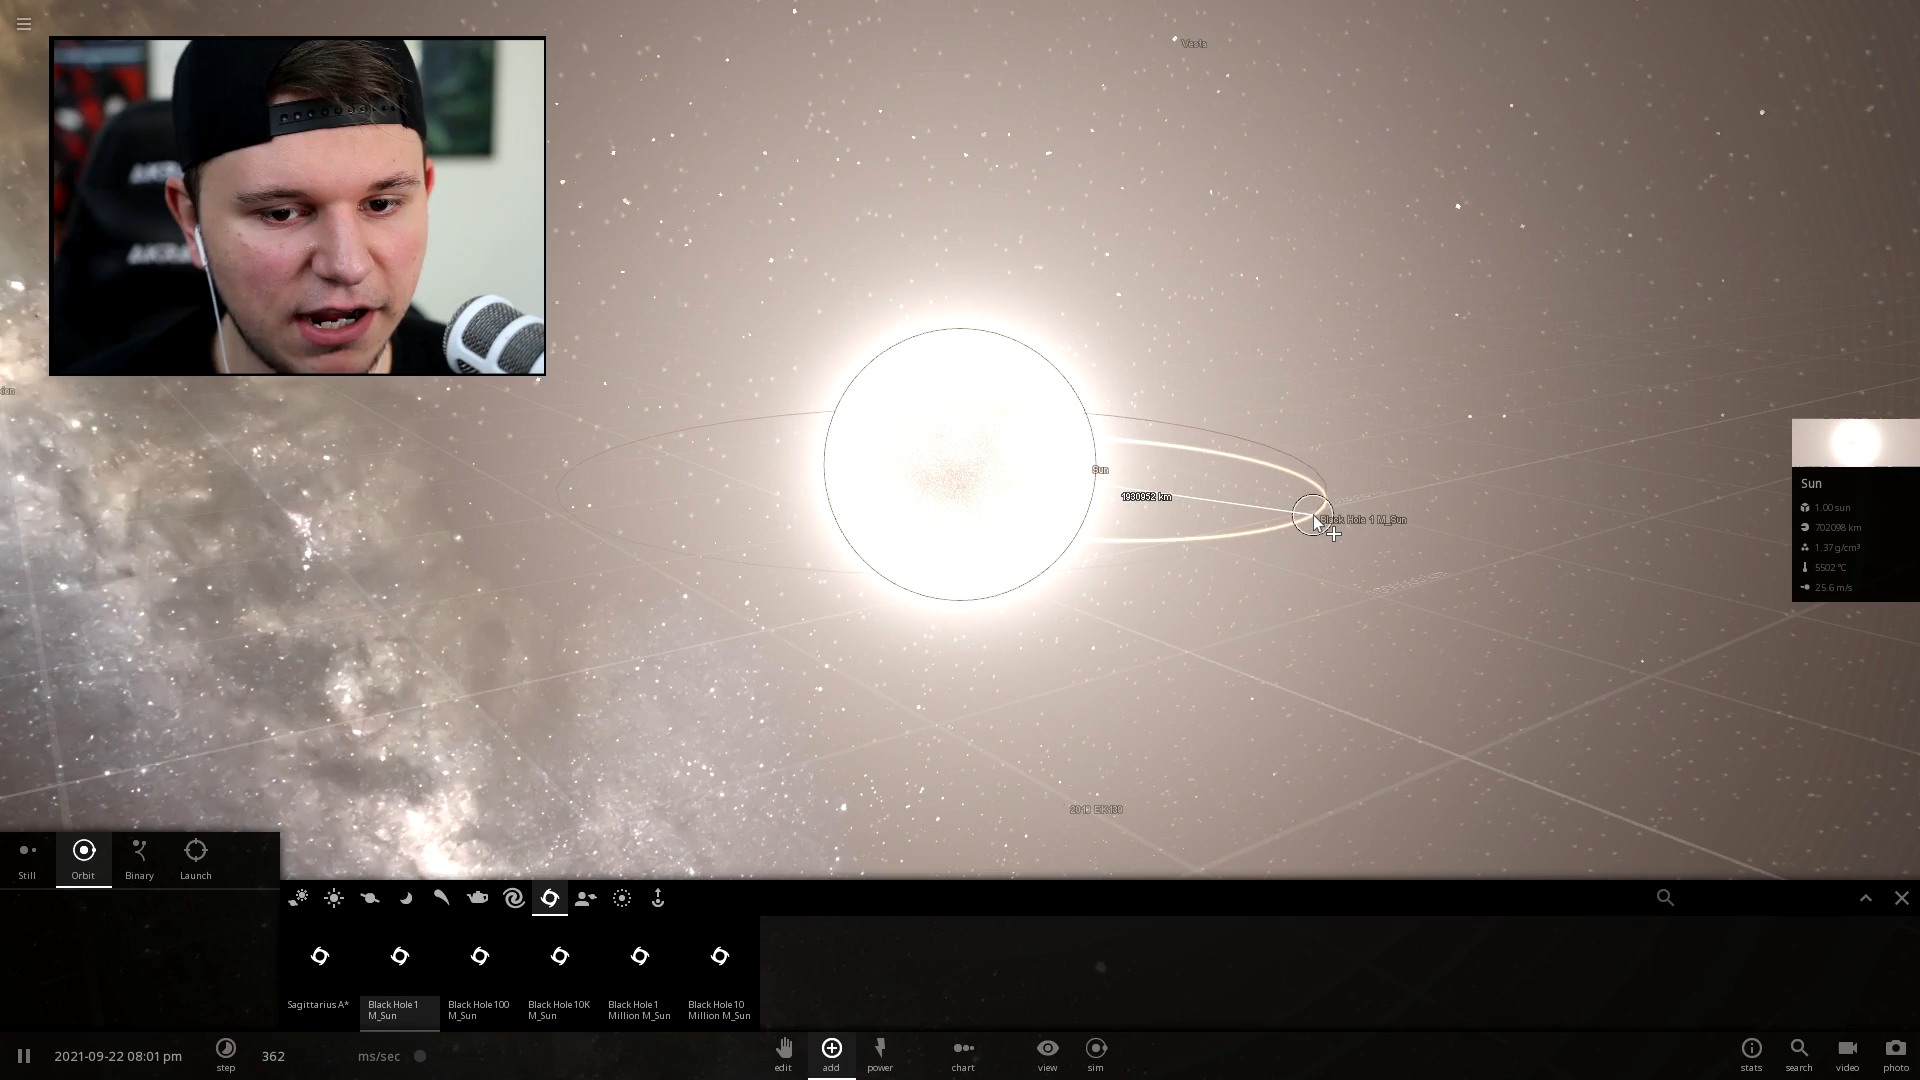 Vesta
Sun
1930952 km
Black Hole 1 M_Sun
Sun
1.00 sun
702098 km
1.37 g/cm³
5502 °C
25.6 m/s
Still
Orbit
Binary
Launch
Sagittarius A*
Black Hole 1
M_Sun
Black Hole 100
M_Sun
Black Hole 10K
M_Sun
Black Hole 1
Million M_Sun
Black Hole 10
Million M_Sun
2021-09-22 08:01 pm
step
362
ms/sec
edit
add
power
chart
view
sim
stats
search
video
photo